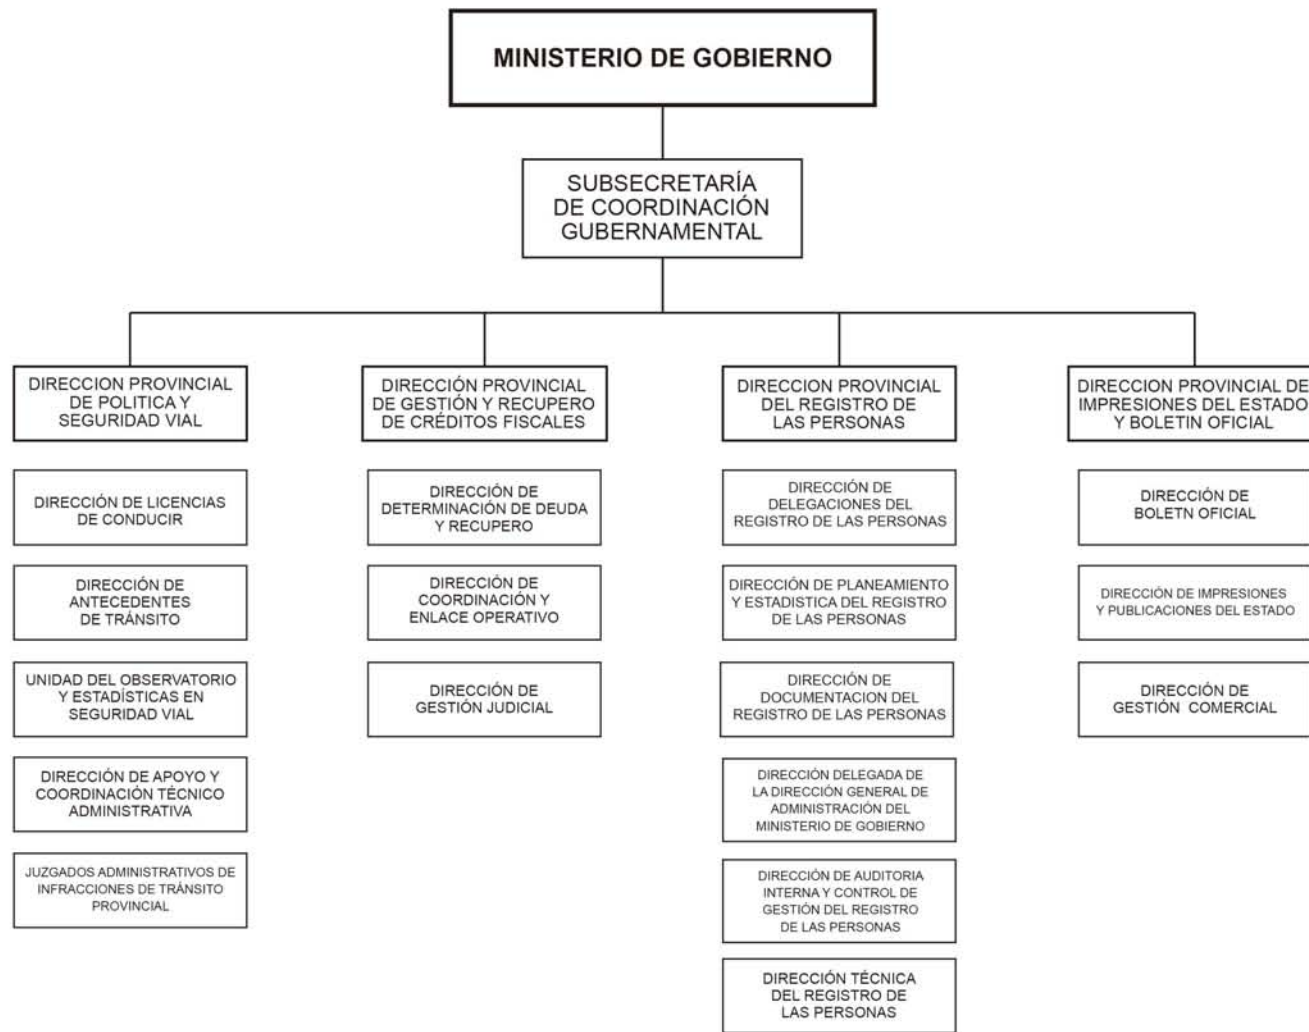 MINISTERIO DE GOBIERNO
SUBSECRETARÍA
DE COORDINACIÓN
GUBERNAMENTAL
DIRECCION PROVINCIAL
DE POLITICA Y
SEGURIDAD VIAL
DIRECCIÓN DE LICENCIAS
DE CONDUCIR
DIRECCIÓN DE
ANTECEDENTES
DE TRÁNSITO
UNIDAD DEL OBSERVATORIO
Y ESTADÍSTICAS EN
SEGURIDAD VIAL
DIRECCIÓN DE APOYO Y
COORDINACIÓN TÉCNICO
ADMINISTRATIVA
JUZGADOS ADMINISTRATIVOS DE
INFRACCIONES DE TRÁNSITO
PROVINCIAL
DIRECCIÓN PROVINCIAL
DE GESTIÓN Y RECUPERO
DE CRÉDITOS FISCALES
DIRECCIÓN DE
DETERMINACIÓN DE DEUDA
Y RECUPERO
DIRECCIÓN DE
COORDINACIÓN Y
ENLACE OPERATIVO
DIRECCIÓN DE
GESTIÓN JUDICIAL
DIRECCIÓN PROVINCIAL
DEL REGISTRO DE
LAS PERSONAS
DIRECCIÓN DE
DELEGACIONES DEL
REGISTRO DE LAS PERSONAS
DIRECCIÓN DE PLANEAMIENTO
Y ESTADISTICA DEL REGISTRO
DE LAS PERSONAS
DIRECCIÓN DE
DOCUMENTACION DEL
REGISTRO DE LAS PERSONAS
DIRECCIÓN DELEGADA DE
LA DIRECCIÓN GENERAL DE
ADMINISTRACIÓN DEL
MINISTERIO DE GOBIERNO
DIRECCIÓN DE AUDITORIA
INTERNA Y CONTROL DE
GESTIÓN DEL REGISTRO
DE LAS PERSONAS
DIRECCIÓN TÉCNICA
DEL REGISTRO DE
LAS PERSONAS
DIRECCION PROVINCIAL DE
IMPRESIONES DEL ESTADO
Y BOLETIN OFICIAL
DIRECCIÓN DE
BOLETN OFICIAL
DIRECCIÓN DE IMPRESIONES
Y PUBLICACIONES DEL ESTADO
DIRECCIÓN DE
GESTIÓN COMERCIAL